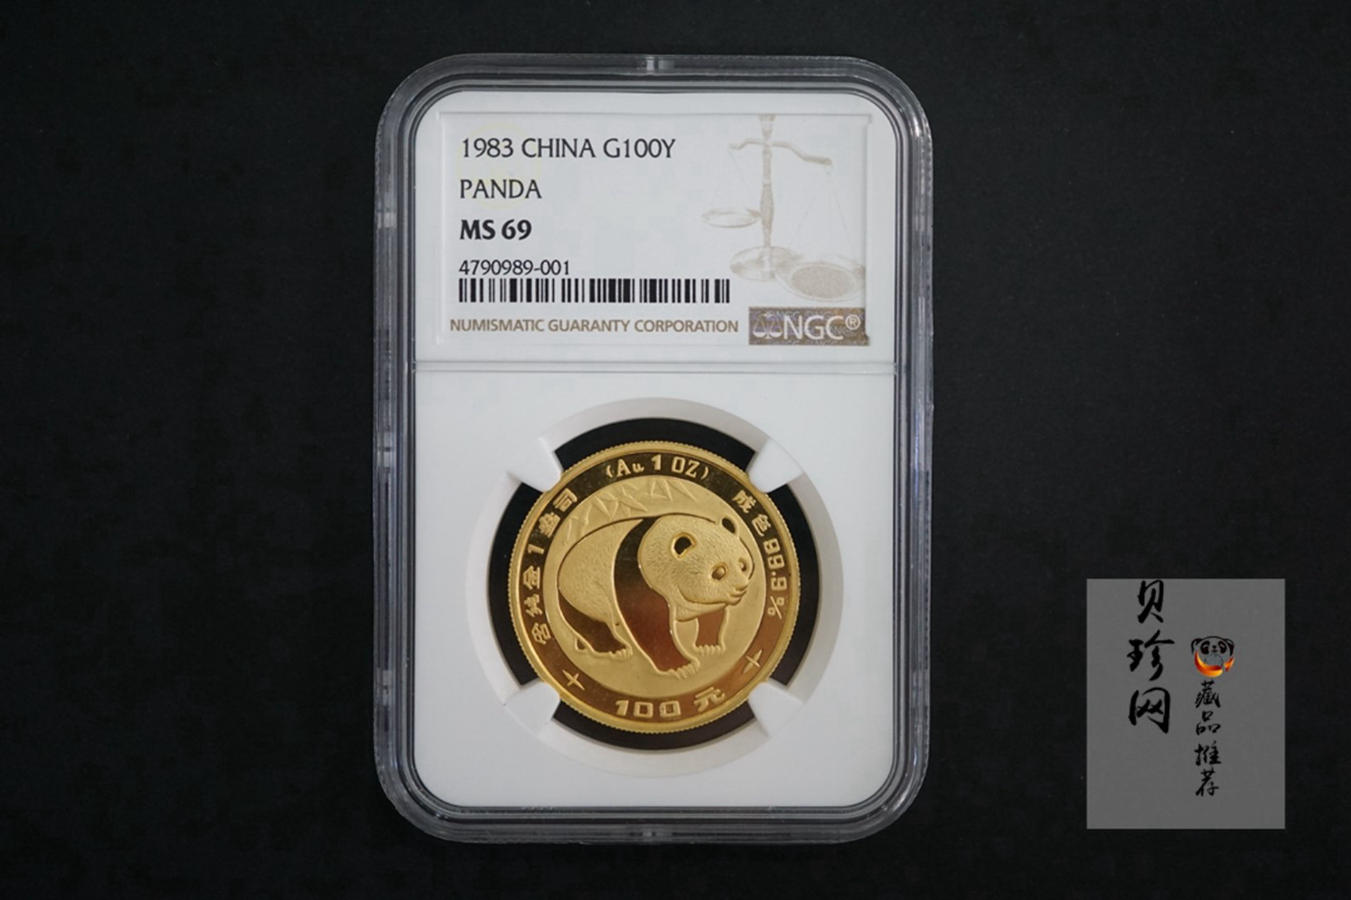 1983 CHINA G100Y
PANDA
MS 69
4790989-001
NUMISMATIC GUARANTY CORPORATION
NGC®
(Au 1 OZ)
含纯金1盎司
成色99.9%
100元
贝珍网
藏品推荐